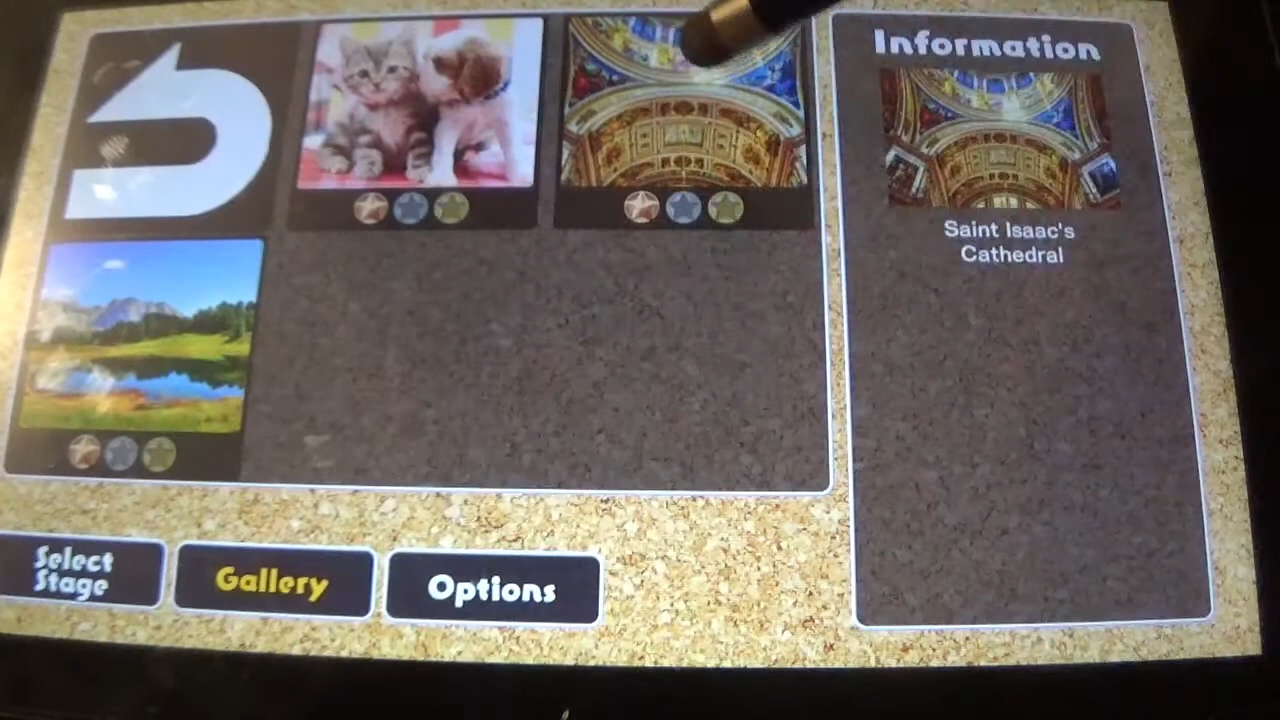 Information
Saint Isaac's
Cathedral
Select
Stage
Gallery
Options